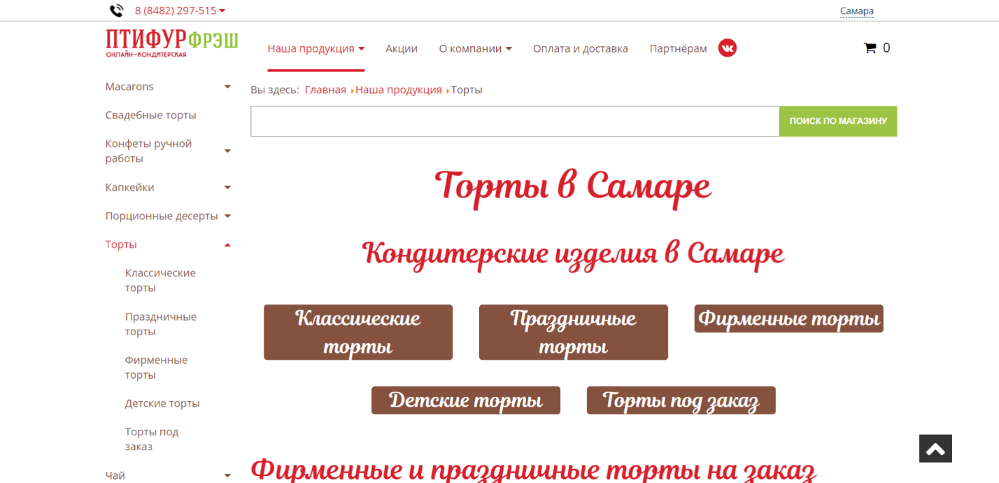 8 (8482) 297-515
Самара
ПТИФУРФРЭШ
ОНЛАЙН-КОНДИТЕРСКАЯ
Наша продукция
Акции
О компании
Оплата и доставка
Партнёрам
0
Macarons
Свадебные торты
Конфеты ручной
работы
Капкейки
Порционные десерты
Торты
Классические
торты
Праздничные
торты
Фирменные
торты
Детские торты
Торты под
заказ
Чай
Вы здесь: Главная Наша продукция Торты
ПОИСК ПО МАГАЗИНУ
Торты в Самаре
Кондитерские изделия в Самаре
Классические
торты
Праздничные
торты
Фирменные торты
Детские торты
Торты под заказ
Фирменные и праздничные торты на заказ